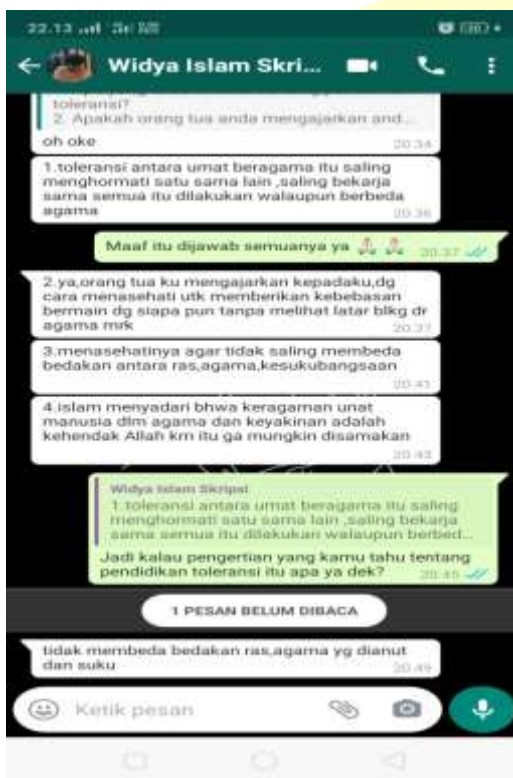 22.13
Widya Islam Skri...
toleransi?
2. Apakah orang tua anda mengajarkan and...
oh oke
20.34
1.toleransi antara umat beragama itu saling
menghormati satu sama lain ,saling bekarja
sama semua itu dilakukan walaupun berbeda
agama
20.36
Maaf itu dijawab semuanya ya 🙏 🙏 20.37
2.ya,orang tua ku mengajarkan kepadaku,dg
cara menasehati utk memberikan kebebasan
bermain dg siapa pun tanpa melihat latar blkg dr
agama mrk
20.37
3.menasehatinya agar tidak saling membeda
bedakan antara ras,agama,kesukubangsaan
20.41
4.islam menyadari bhwa keragaman unat
manusia dlm agama dan keyakinan adalah
kehendak Allah krn itu ga mungkin disamakan
20.43
Widya Islam Skripsi
1.toleransi antara umat beragama itu saling
menghormati satu sama lain ,saling bekarja
sama semua itu dilakukan walaupun berbed...
Jadi kalau pengertian yang kamu tahu tentang
pendidikan toleransi itu apa ya dek? 20.45
1 PESAN BELUM DIBACA
tidak membeda bedakan ras,agama yg dianut
dan suku
20.49
Ketik pesan